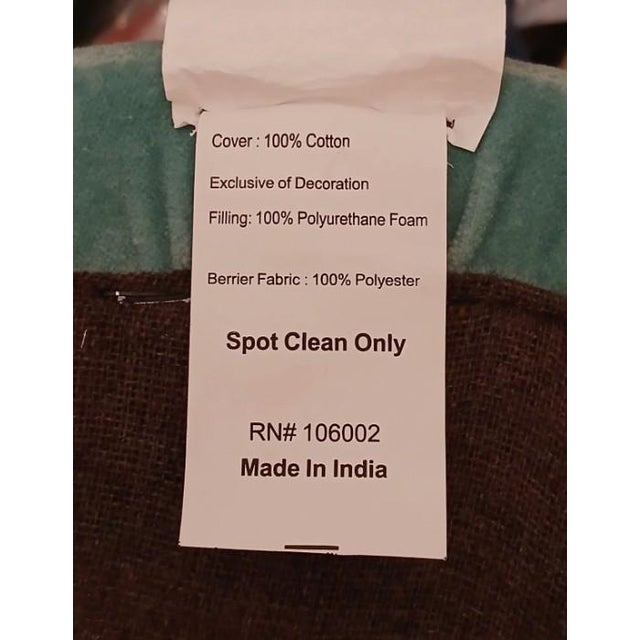 Cover : 100% Cotton
Exclusive of Decoration
Filling: 100% Polyurethane Foam
Berrier Fabric : 100% Polyester
Spot Clean Only
RN# 106002
Made In India